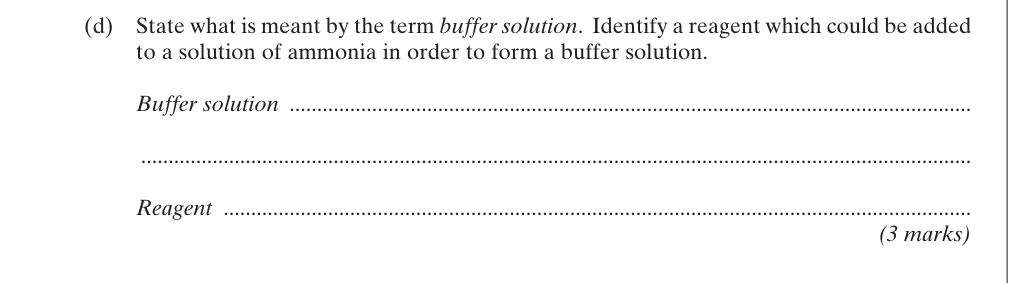 (d) State what is meant by the term buffer solution. Identify a reagent which could be added
to a solution of ammonia in order to form a buffer solution.
Buffer solution ....................................................................................................................
....................................................................................................................
Reagent ....................................................................................................................
(3 marks)